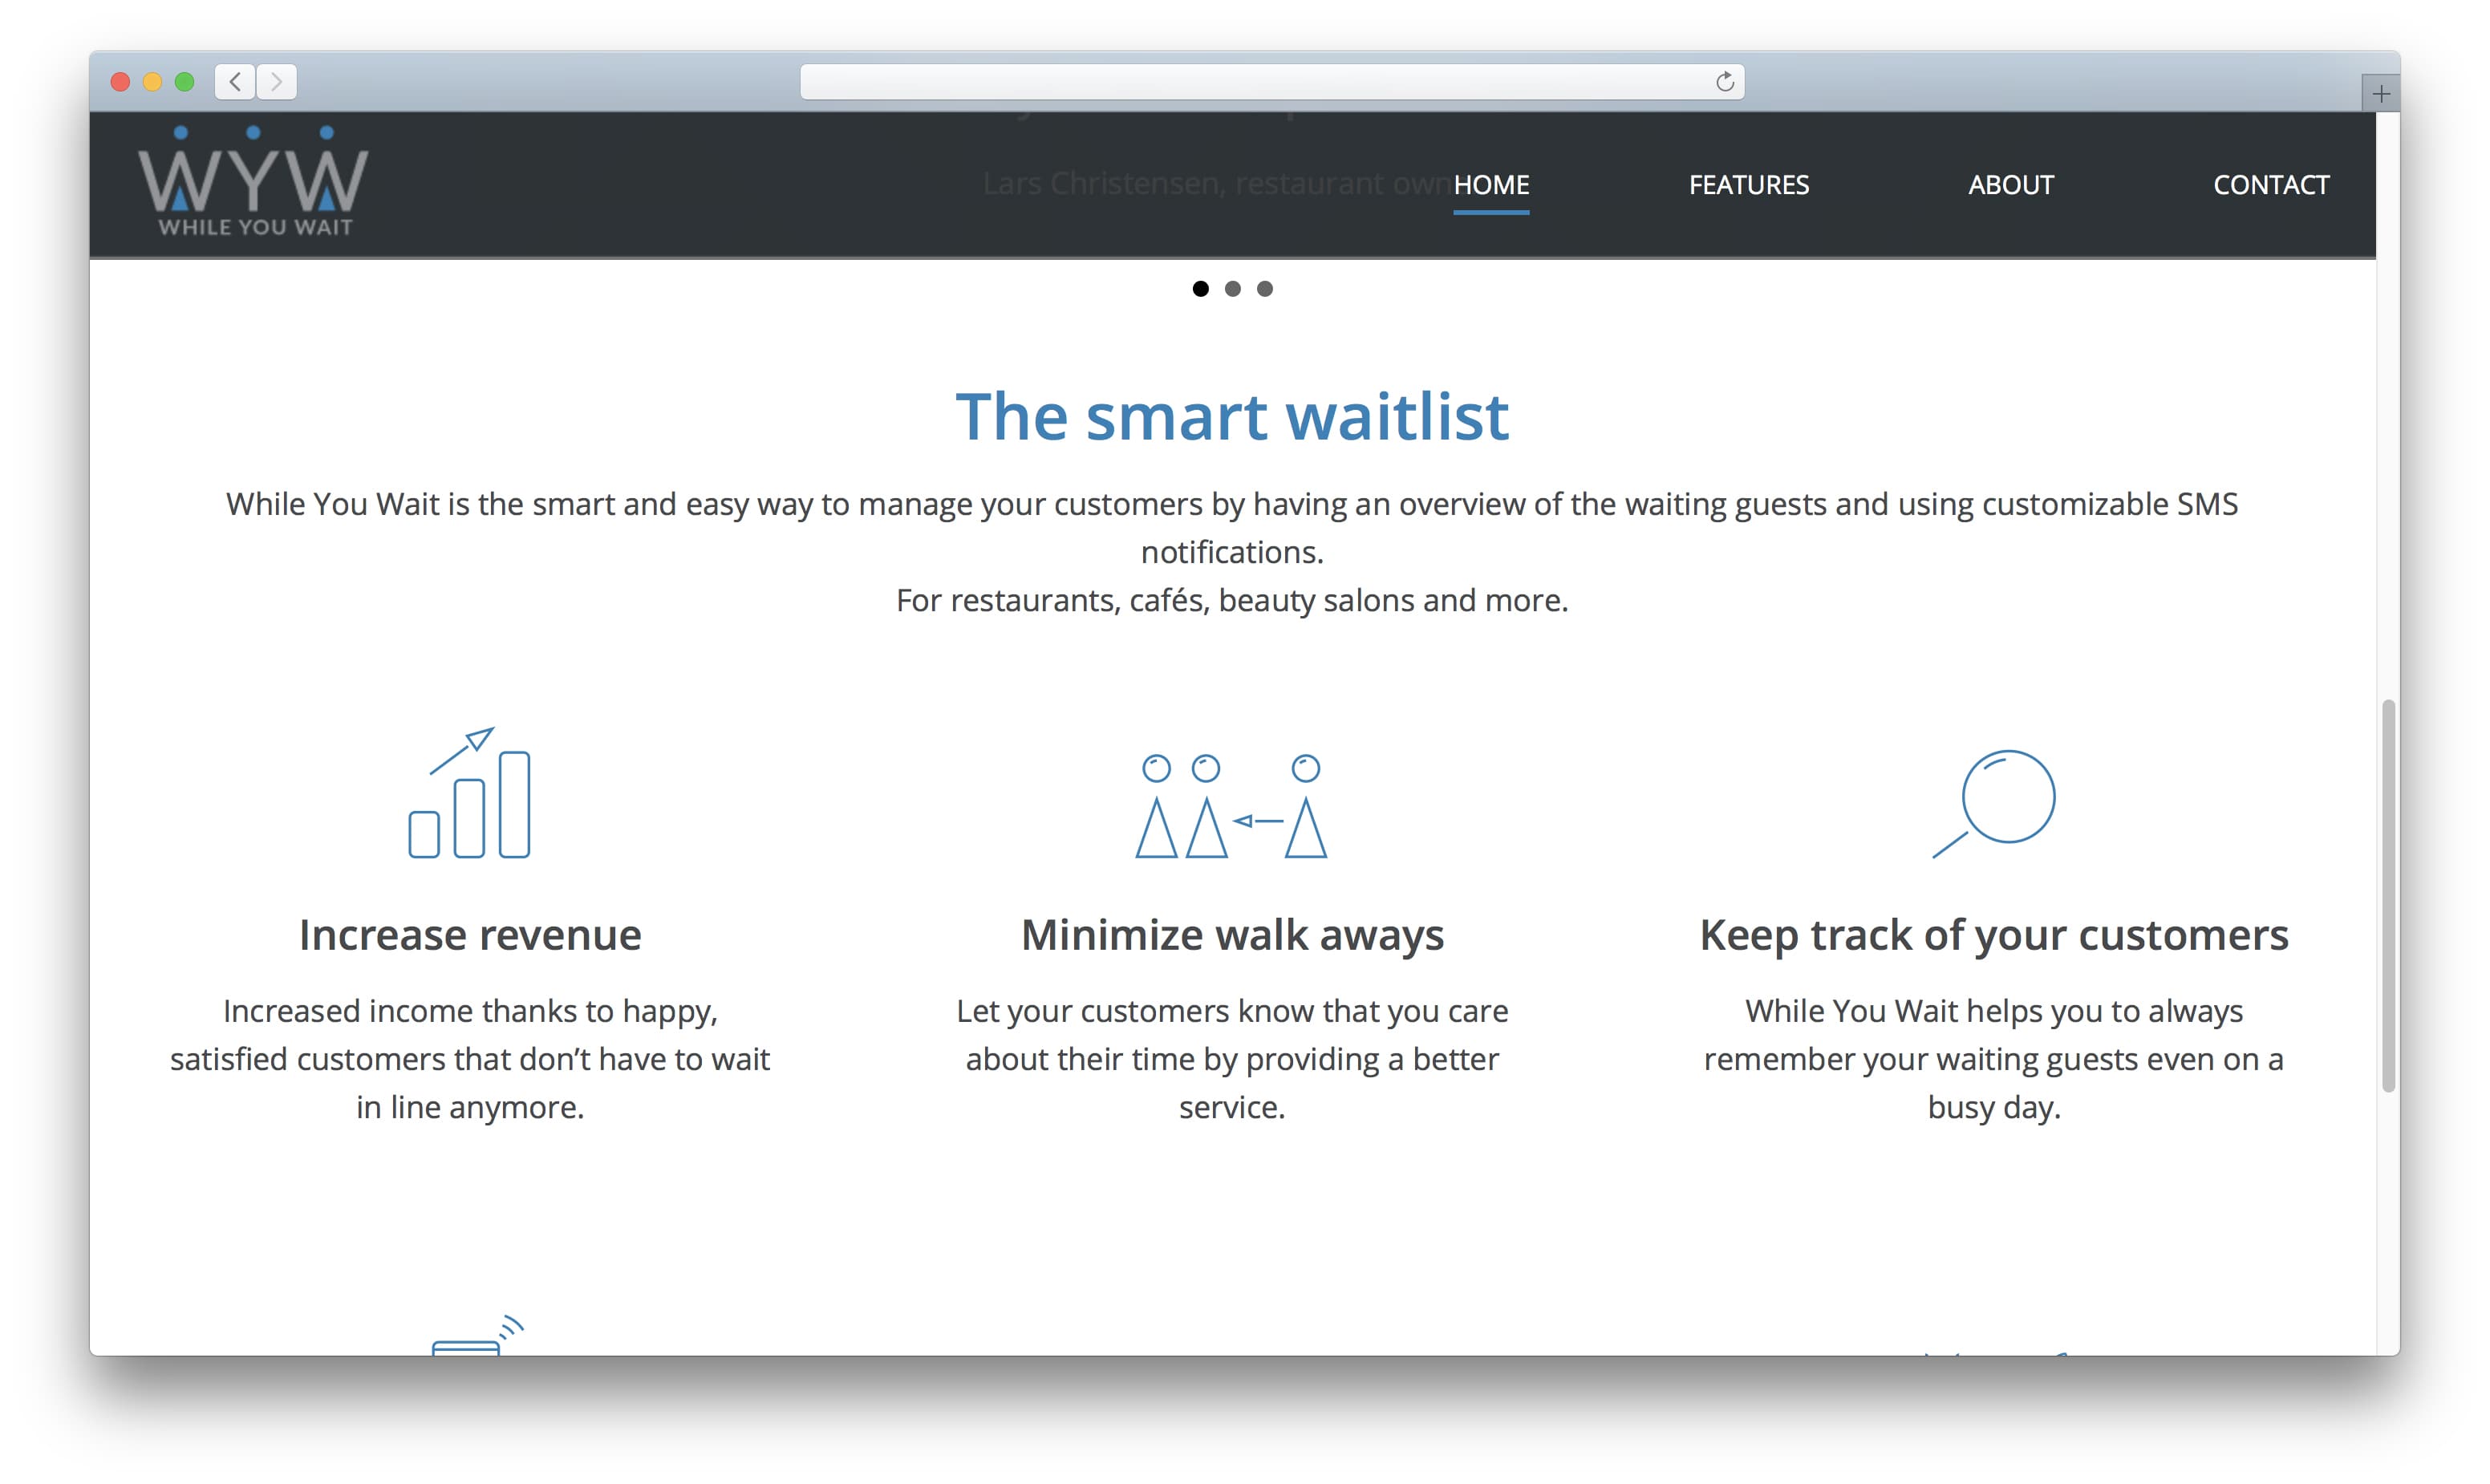 WYW
WHILE YOU WAIT
Lars Christensen, restaurant
HOME
FEATURES
ABOUT
CONTACT
The smart waitlist
While You Wait is the smart and easy way to manage your customers by having an overview of the waiting guests and using customizable SMS
notifications.
For restaurants, cafés, beauty salons and more.
Increase revenue
Increased income thanks to happy,
satisfied customers that don’t have to wait
in line anymore.
Minimize walk aways
Let your customers know that you care
about their time by providing a better
service.
Keep track of your customers
While You Wait helps you to always
remember your waiting guests even on a
busy day.